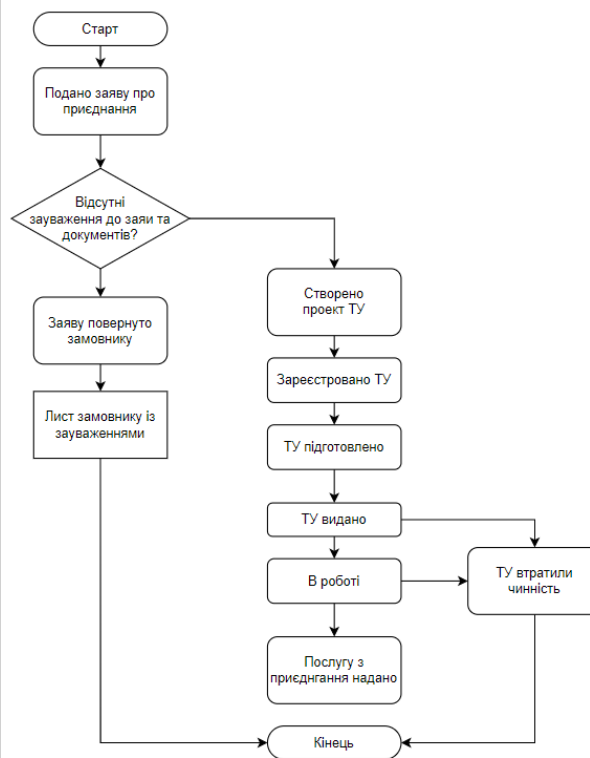 Старт
Подано заяву про
приєднання
Відсутні
зауваження до заяи та
документів?
Створено
проект ТУ
Заяву повернуто
замовнику
Зареєстровано ТУ
Лист замовнику із
зауваженнями
ТУ підготовлено
ТУ видано
В роботі
ТУ втратили
чинність
Послугу з
приєднгання надано
Кінець